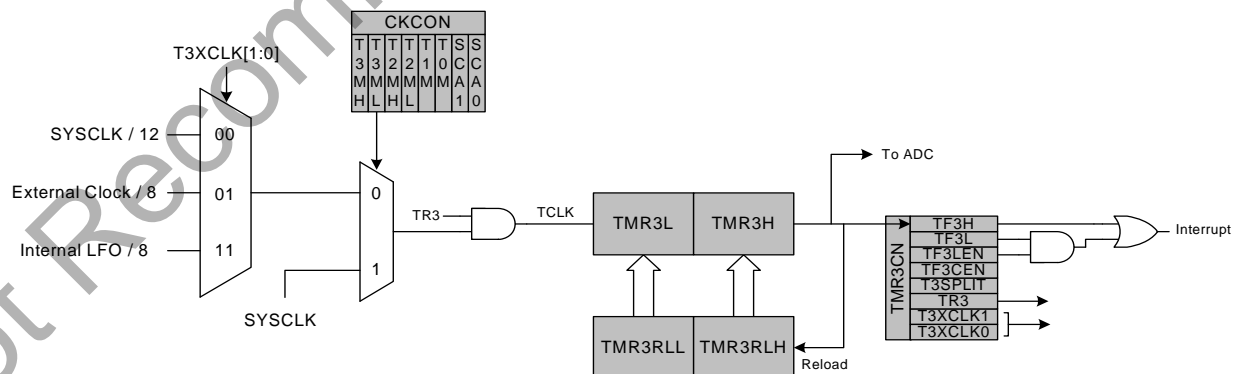 CKCON
T3MH T3ML T2MH T2ML T1M T0M SCA1 SCA0
T3XCLK[1:0]
SYSCLK / 12
00
External Clock / 8
01
Internal LFO / 8
11
0
1
SYSCLK
TR3
TCLK
TMR3L
TMR3H
To ADC
TMR3RLL
TMR3RLH
Reload
TMR3CN
TF3H
TF3L
TF3LEN
TF3CEN
T3SPLIT
TR3
T3XCLK1
T3XCLK0
Interrupt
ot Recom